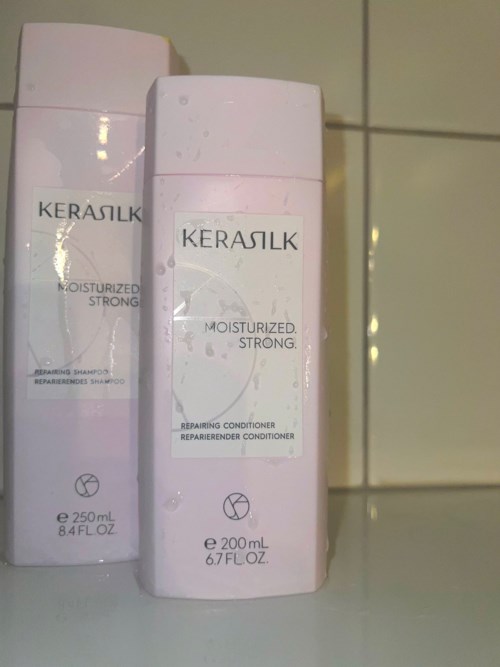 KERASILK
MOISTURIZED.
STRONG.
REPAIRING SHAMPOO
REPARIERENDES SHAMPOO
e 250 mL
8.4 FL.OZ.
KERASILK
MOISTURIZED.
STRONG.
REPAIRING CONDITIONER
REPARIERENDER CONDITIONER
e 200 mL
6.7 FL.OZ.